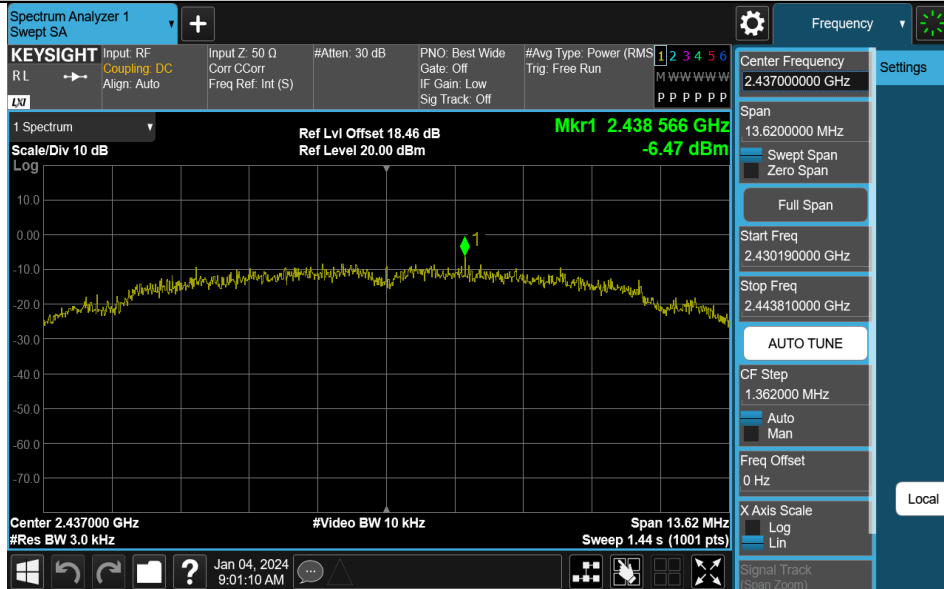 Spectrum Analyzer 1
Swept SA
+
Frequency
KEYSIGHT
RL
LXI
Input: RF
Coupling: DC
Align: Auto
Input Z: 50 Ω
Corr CCorr
Freq Ref: Int (S)
#Atten: 30 dB
PNO: Best Wide
Gate: Off
IF Gain: Low
Sig Track: Off
#Avg Type: Power (RMS
Trig: Free Run
1 2 3 4 5 6
M W W W W W
P P P P P P
1 Spectrum
Scale/Div 10 dB
Log
Ref Lvl Offset 18.46 dB
Ref Level 20.00 dBm
Mkr1 2.438 566 GHz
-6.47 dBm
1
10.0
0.00
-10.0
-20.0
-30.0
-40.0
-50.0
-60.0
-70.0
Center 2.437000 GHz
#Res BW 3.0 kHz
#Video BW 10 kHz
Span 13.62 MHz
Sweep 1.44 s (1001 pts)
?
Jan 04, 2024
9:01:10 AM
Center Frequency
2.437000000 GHz
Span
13.6200000 MHz
Swept Span
Zero Span
Full Span
Start Freq
2.430190000 GHz
Stop Freq
2.443810000 GHz
AUTO TUNE
CF Step
1.362000 MHz
Auto
Man
Freq Offset
0 Hz
X Axis Scale
Log
Lin
Signal Track
(Span Zoom)
Settings
Local